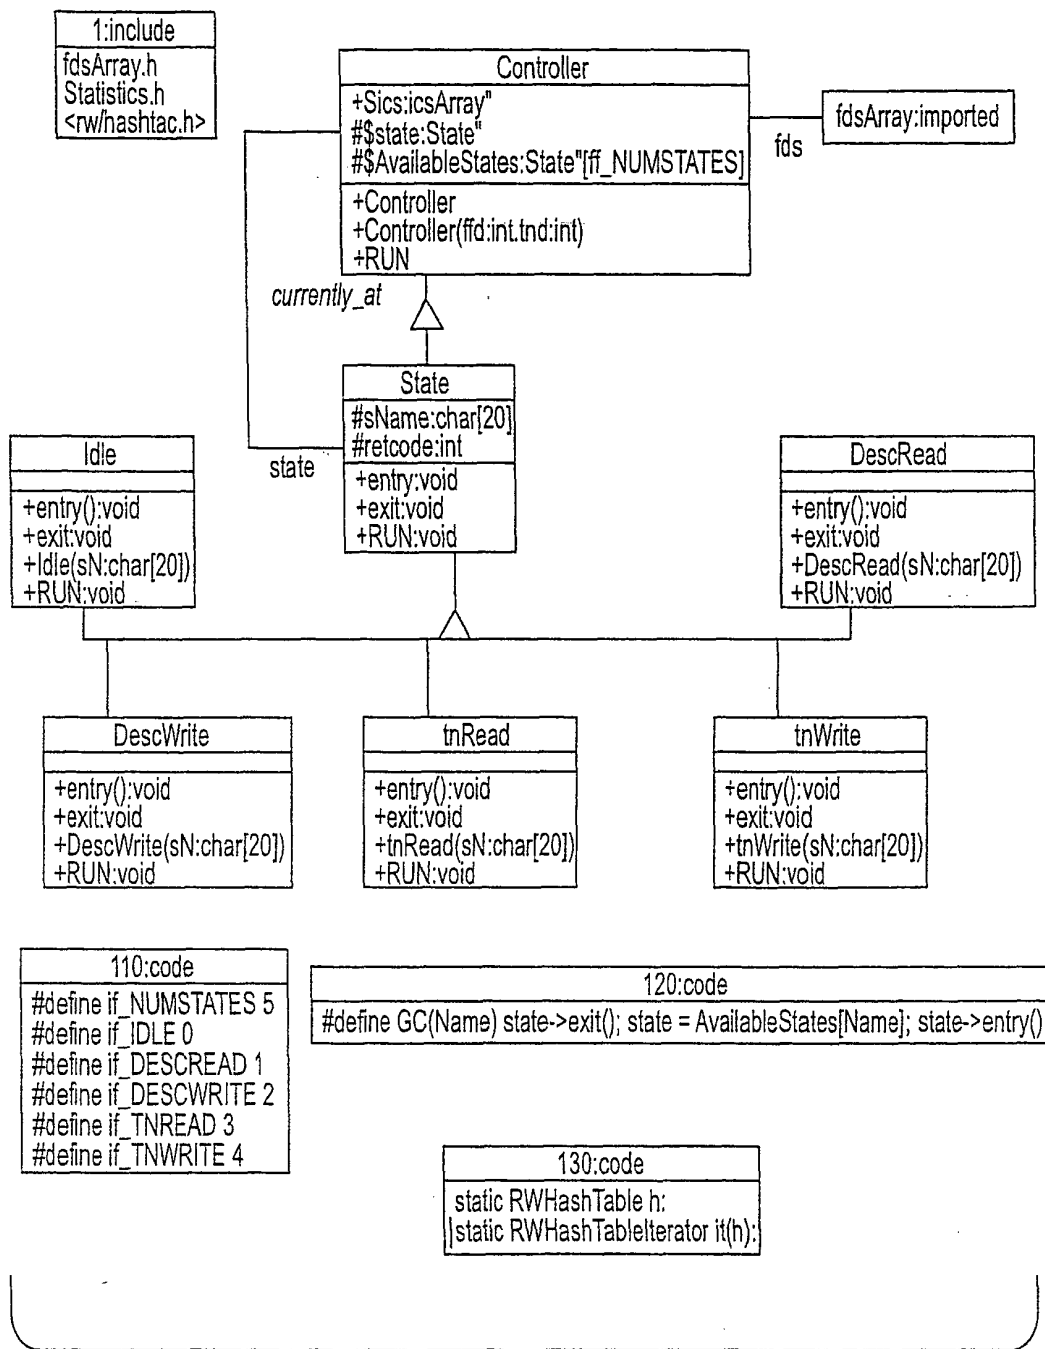 1:include
fdsArray.h
Statistics.h
<rw/hashtac.h>
Controller
+Sics:icsArray"
#$state:State"
#$AvailableStates:State"[ff_NUMSTATES]
+Controller
+Controller(ffd:int.tnd:int)
+RUN
fdsArray:imported
fds
currently_at
State
#sName:char[20]
#retcode:int
+entry:void
+exit:void
+RUN:void
state
Idle
+entry():void
+exit:void
+Idle(sN:char[20])
+RUN:void
DescRead
+entry():void
+exit:void
+DescRead(sN:char[20])
+RUN:void
DescWrite
+entry():void
+exit:void
+DescWrite(sN:char[20])
+RUN:void
tnRead
+entry():void
+exit:void
+tnRead(sN:char[20])
+RUN:void
tnWrite
+entry():void
+exit:void
+tnWrite(sN:char[20])
+RUN:void
110:code
#define if_NUMSTATES 5
#define if_IDLE 0
#define if_DESCREAD 1
#define if_DESCWRITE 2
#define if_TNREAD 3
#define if_TNWRITE 4
120:code
#define GC(Name) state->exit(); state = AvailableStates[Name]; state->entry()
130:code
static RWHashTable h:
static RWHashTableIterator it(h):